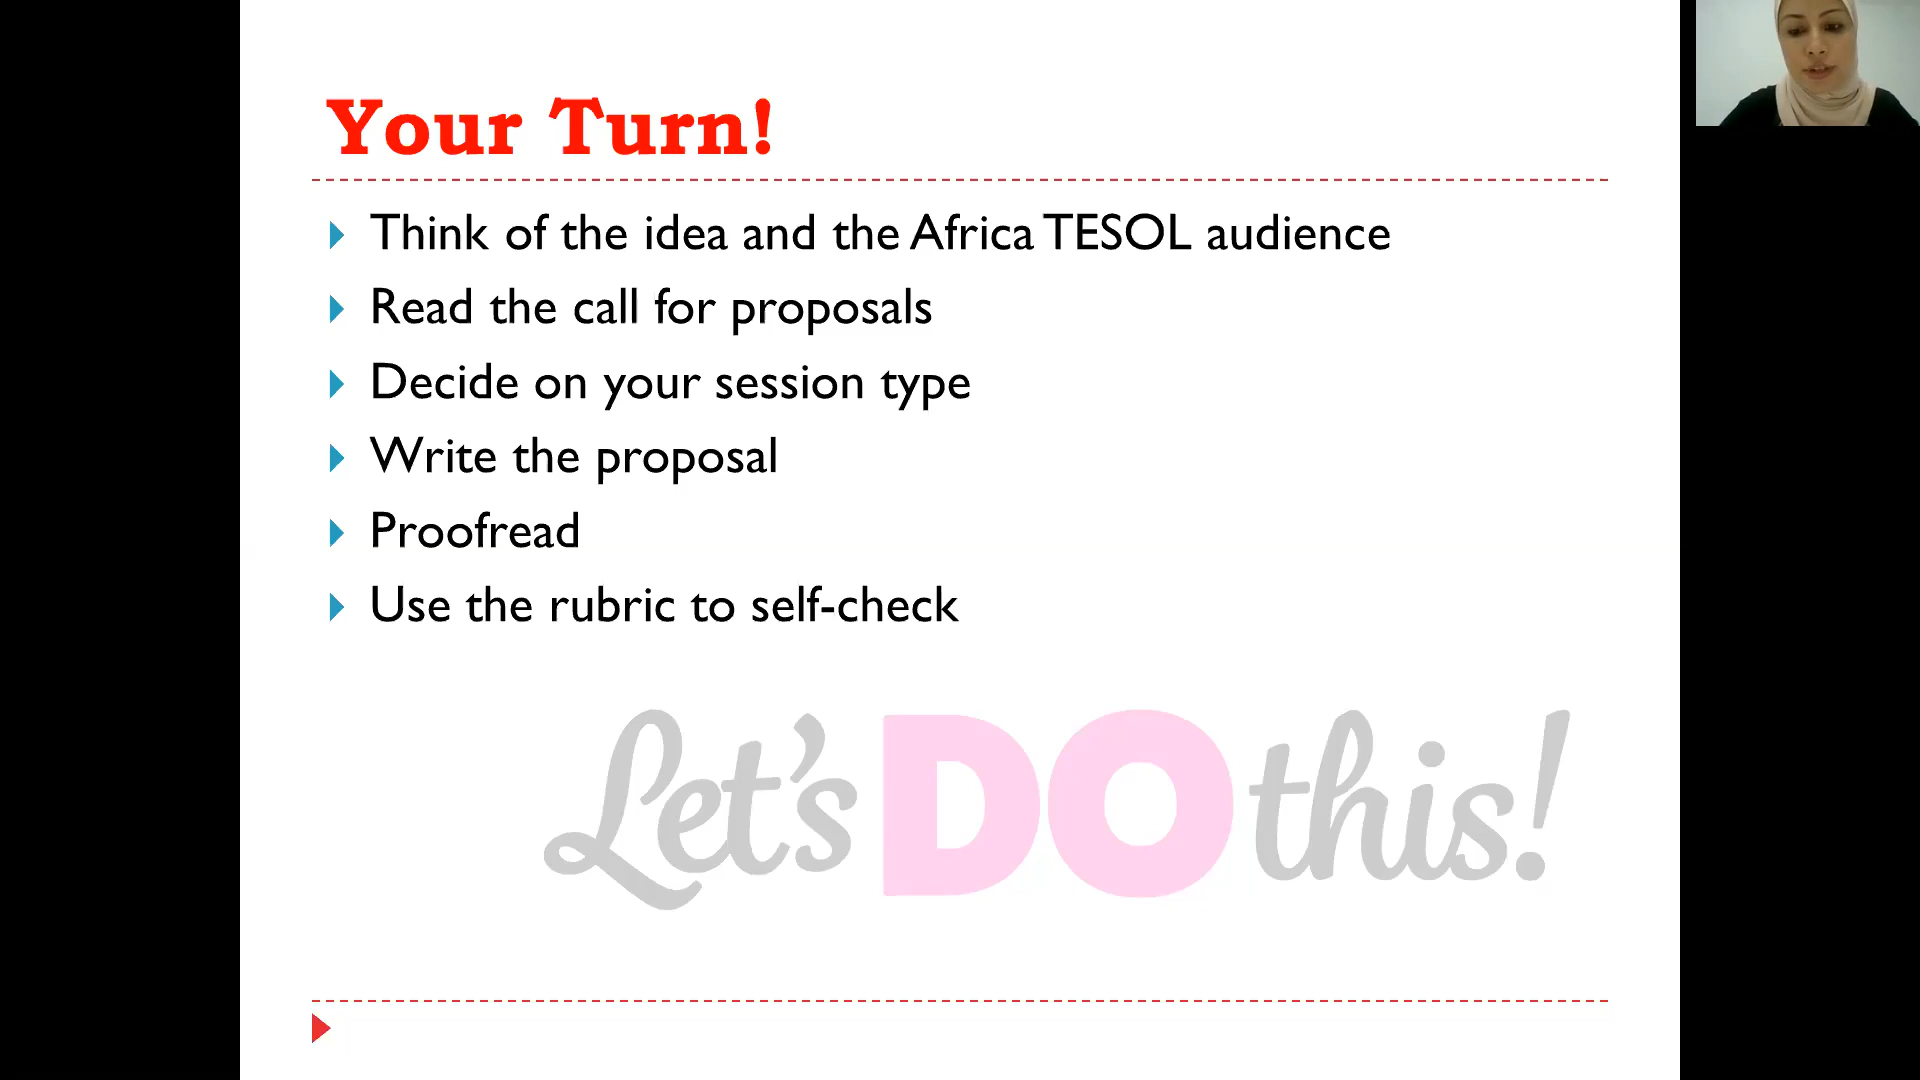 Your Turn!
Think of the idea and the Africa TESOL audience
Read the call for proposals
Decide on your session type
Write the proposal
Proofread
Use the rubric to self-check
Let's DO this!